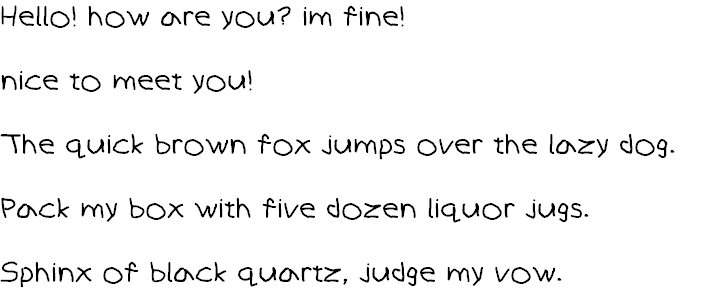 Hello! how are you? im fine!
nice to meet you!
The quick brown fox jumps over the lazy dog.
Pack my box with five dozen liquor jugs.
Sphinx of black quartz, judge my vow.